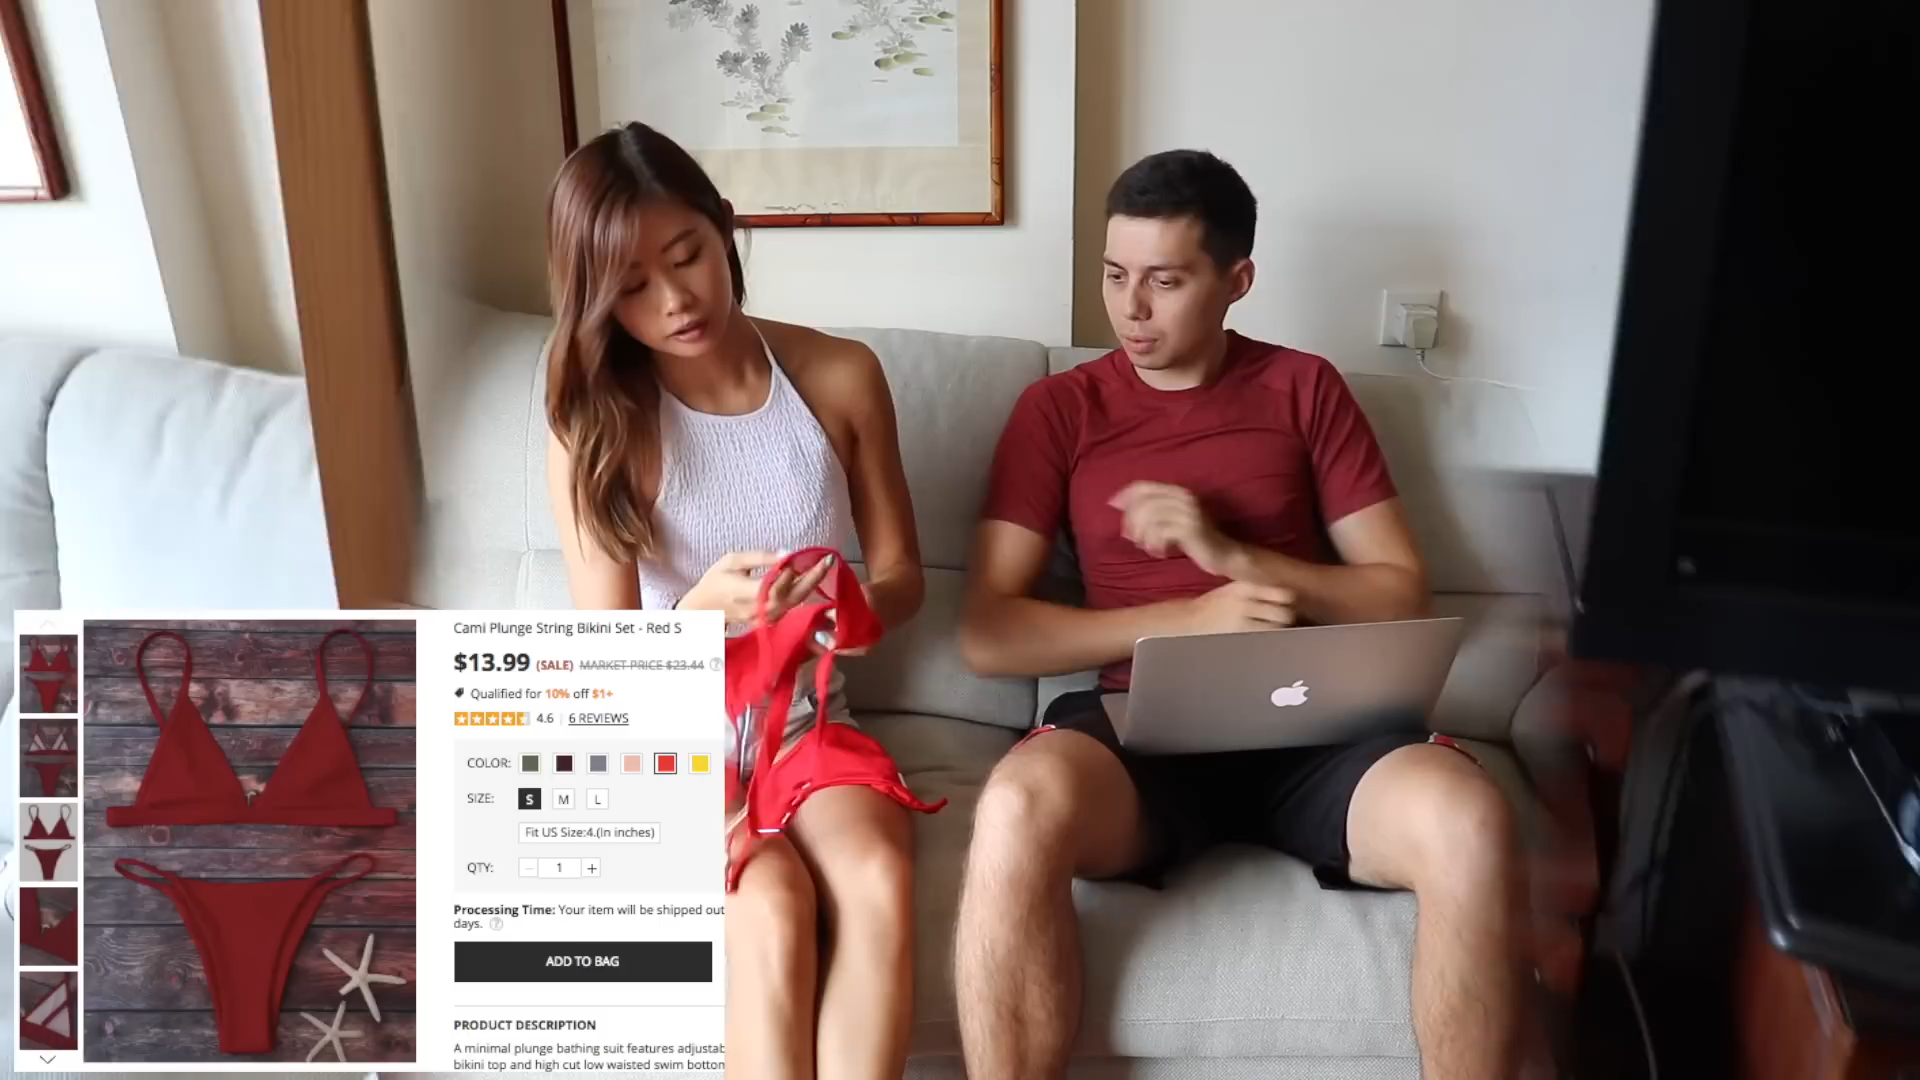 Cami Plunge String Bikini Set - Red S
$13.99 (SALE) MARKET PRICE $23.44 ?
Qualified for 10% off $1+
4.6 | 6 REVIEWS
COLOR:
SIZE: S M L
Fit US Size:4.(In inches)
QTY: − 1 +
Processing Time: Your item will be shipped out
days. ?
ADD TO BAG
PRODUCT DESCRIPTION
A minimal plunge bathing suit features adjustab
bikini top and high cut low waisted swim botton